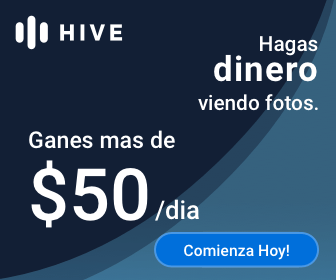 HIVE
Hagas
dinero
viendo fotos.
Ganes mas de
$50/dia
Comienza Hoy!